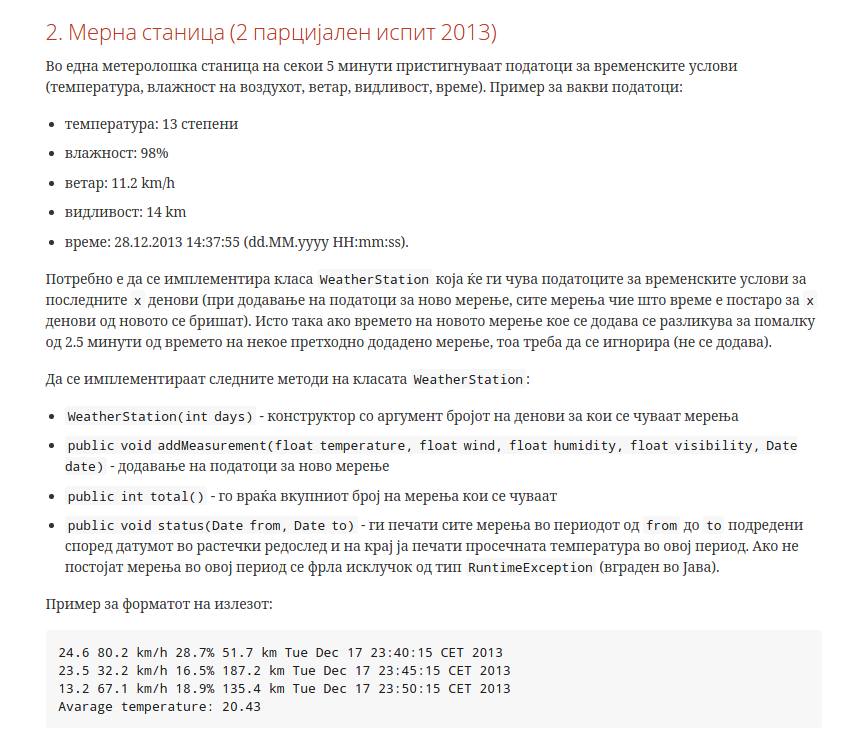 2. Мерна станица (2 парцијален испит 2013)
Во една метеролошка станица на секои 5 минути пристигнуваат податоци за временските услови
(температура, влажност на воздухот, ветар, видливост, време). Пример за вакви податоци:
• температура: 13 степени
• влажност: 98%
• ветар: 11.2 km/h
• видливост: 14 km
• време: 28.12.2013 14:37:55 (dd.MM.yyyy HH:mm:ss).
Потребно е да се имплементира класа WeatherStation која ќе ги чува податоците за временските услови за
последните x денови (при додавање на податоци за ново мерење, сите мерења чие што време е постаро за x
денови од новото се бришат). Исто така ако времето на новото мерење кое се додава се разликува за помалку
од 2.5 минути од времето на некое претходно додадено мерење, тоа треба да се игнорира (не се додава).
Да се имплементираат следните методи на класата WeatherStation:
• WeatherStation(int days) - конструктор со аргумент бројот на денови за кои се чуваат мерења
• public void addMeasurement(float temperature, float wind, float humidity, float visibility, Date
date) - додавање на податоци за ново мерење
• public int total() - го враќа вкупниот број на мерења кои се чуваат
• public void status(Date from, Date to) - ги печати сите мерења во периодот од from до to подредени
според датумот во растечки редослед и на крај ја печати просечната температура во овој период. Ако не
постојат мерења во овој период се фрла исклучок од тип RuntimeException (вграден во Јава).
Пример за форматот на излезот:
24.6 80.2 km/h 28.7% 51.7 km Tue Dec 17 23:40:15 CET 2013
23.5 32.2 km/h 16.5% 187.2 km Tue Dec 17 23:45:15 CET 2013
13.2 67.1 km/h 18.9% 135.4 km Tue Dec 17 23:50:15 CET 2013
Avarage temperature: 20.43